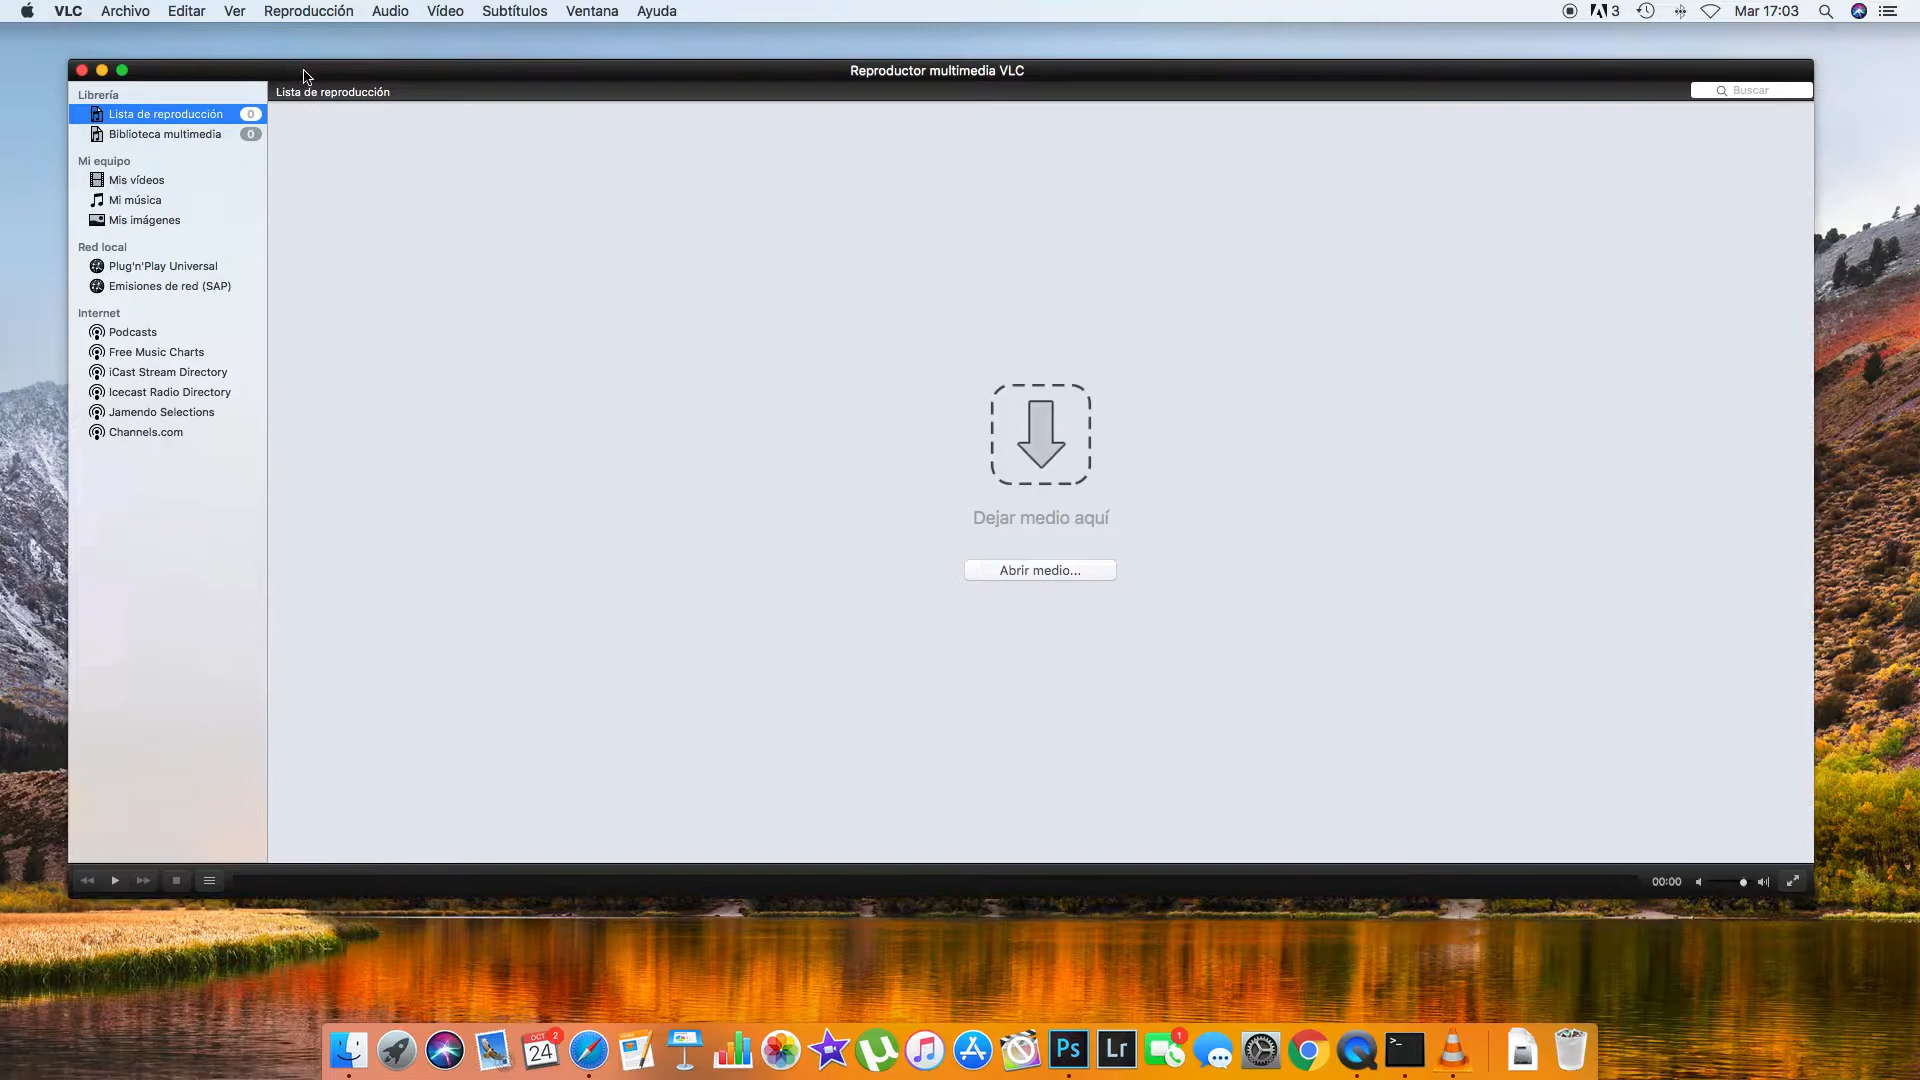 VLC Archivo Editar Ver Reproducción Audio Vídeo Subtítulos Ventana Ayuda 3 Mar 17:03
Reproductor multimedia VLC
Librería
Lista de reproducción 0
Biblioteca multimedia 0
Mi equipo
Mis vídeos
Mi música
Mis imágenes
Red local
Plug'n'Play Universal
Emisiones de red (SAP)
Internet
Podcasts
Free Music Charts
iCast Stream Directory
Icecast Radio Directory
Jamendo Selections
Channels.com
Lista de reproducción
Buscar
Dejar medio aquí
Abrir medio...
00:00
OCT
24
2
Ps
Lr
1
>_